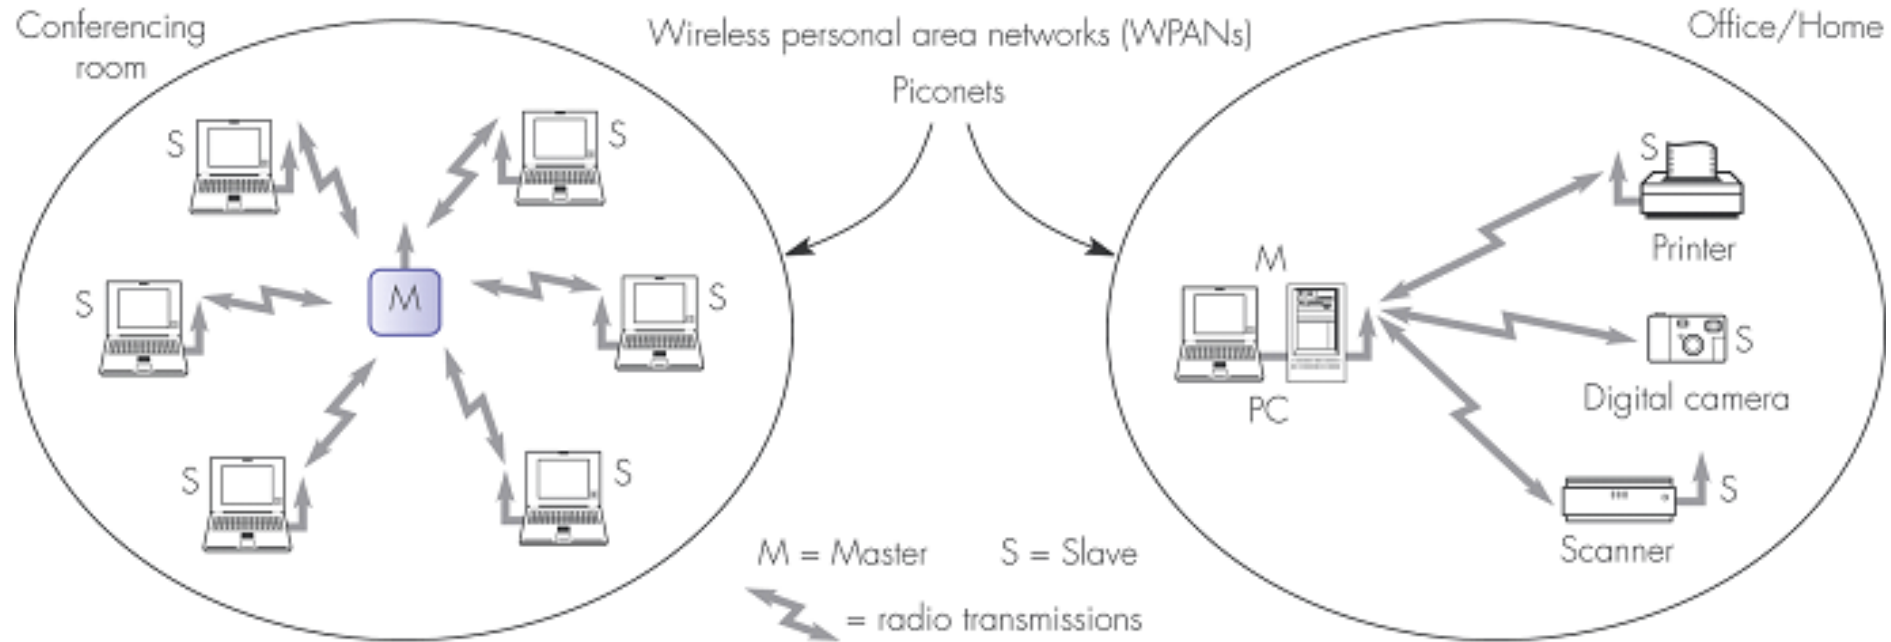 Conferencing
room
Wireless personal area networks (WPANs)
Piconets
Office/Home
S
S
S
M
S
S
S
M
PC
S
Printer
S
Digital camera
S
Scanner
M = Master
S = Slave
= radio transmissions